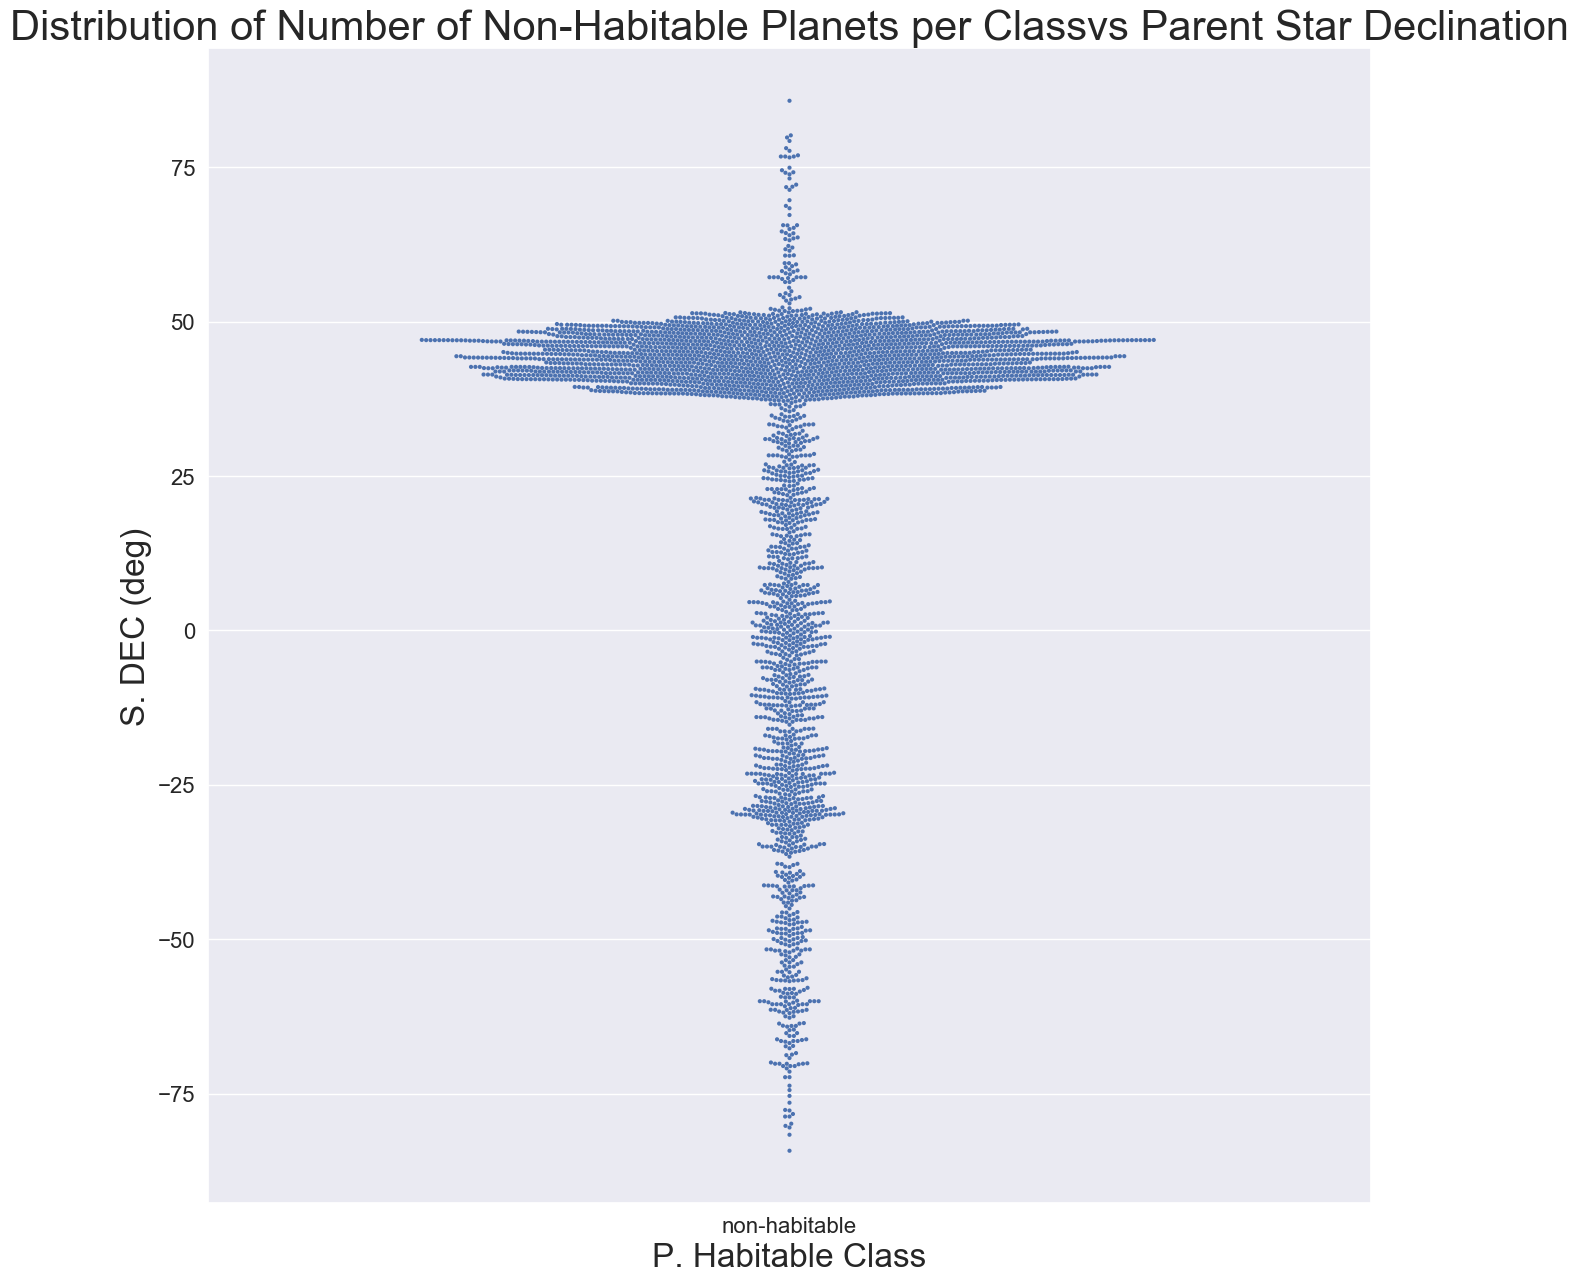 Distribution of Number of Non-Habitable Planets per Classvs Parent Star Declination
75
50
25
0
−25
−50
−75
S. DEC (deg)
non-habitable
P. Habitable Class